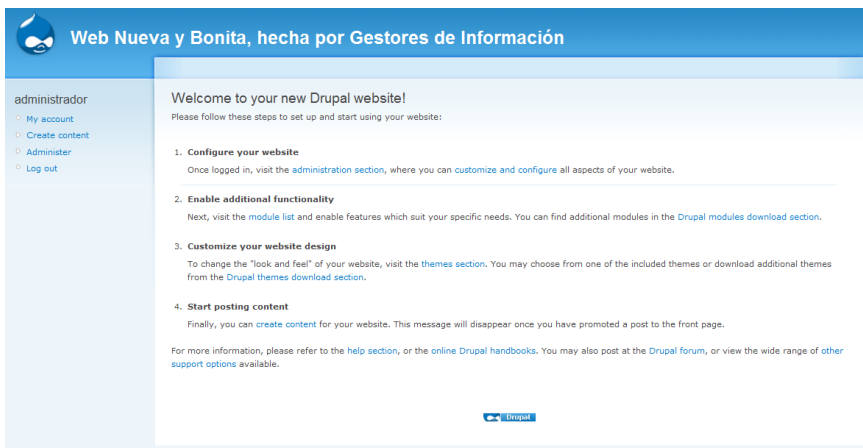 Web Nueva y Bonita, hecha por Gestores de Información
administrador
My account
Create content
Administer
Log out
Welcome to your new Drupal website!
Please follow these steps to set up and start using your website:
1. Configure your website
Once logged in, visit the administration section, where you can customize and configure all aspects of your website.
2. Enable additional functionality
Next, visit the module list and enable features which suit your specific needs. You can find additional modules in the Drupal modules download section.
3. Customize your website design
To change the "look and feel" of your website, visit the themes section. You may choose from one of the included themes or download additional themes
from the Drupal themes download section.
4. Start posting content
Finally, you can create content for your website. This message will disappear once you have promoted a post to the front page.
For more information, please refer to the help section, or the online Drupal handbooks. You may also post at the Drupal forum, or view the wide range of other
support options available.
Drupal